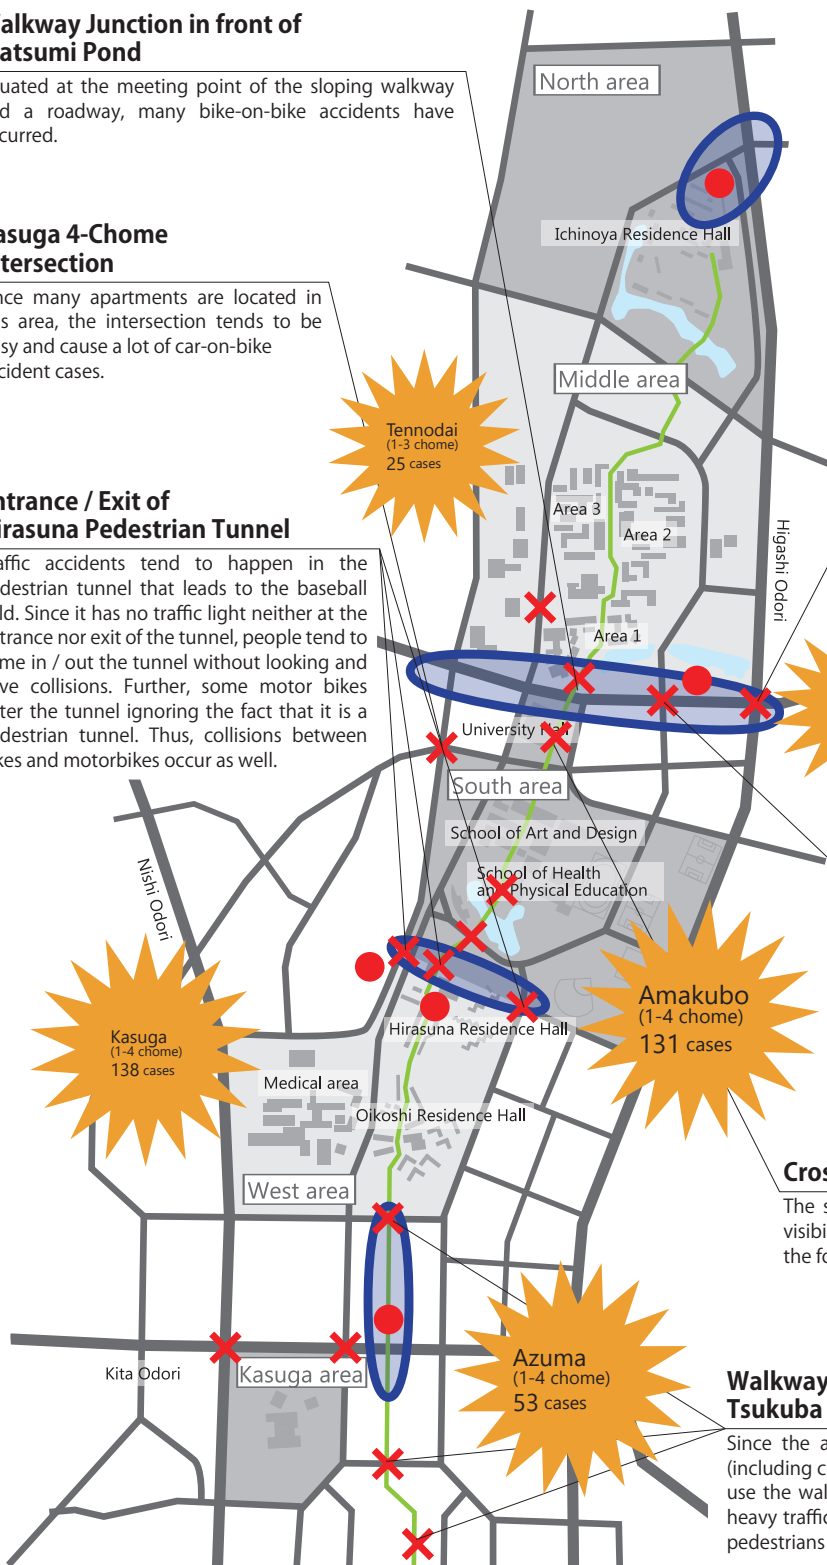 alkway Junction in front of
atsumi Pond
uated at the meeting point of the sloping walkway
d a roadway, many bike-on-bike accidents have
curred.
North area
Ichinoya Residence Hall
asuga 4-Chome
tersection
nce many apartments are located in
s area, the intersection tends to be
sy and cause a lot of car-on-bike
cident cases.
Middle area
Tennodai
(1-3 chome)
25 cases
ntrance / Exit of
irasuna Pedestrian Tunnel
affic accidents tend to happen in the
destrian tunnel that leads to the baseball
ld. Since it has no traffic light neither at the
trance nor exit of the tunnel, people tend to
me in / out the tunnel without looking and
ve collisions. Further, some motor bikes
ter the tunnel ignoring the fact that it is a
destrian tunnel. Thus, collisions between
kes and motorbikes occur as well.
Area 3
Area 2
Higashi Odori
Area 1
University Hall
South area
School of Art and Design
School of Health
and Physical Education
Nishi Odori
Amakubo
(1-4 chome)
131 cases
Kasuga
(1-4 chome)
138 cases
Hirasuna Residence Hall
Medical area
Oikoshi Residence Hall
West area
Cros
The s
visibi
the fo
Azuma
(1-4 chome)
53 cases
Kita Odori
Kasuga area
Walkway
Tsukuba
Since the a
(including c
use the wal
heavy traffic
pedestrians